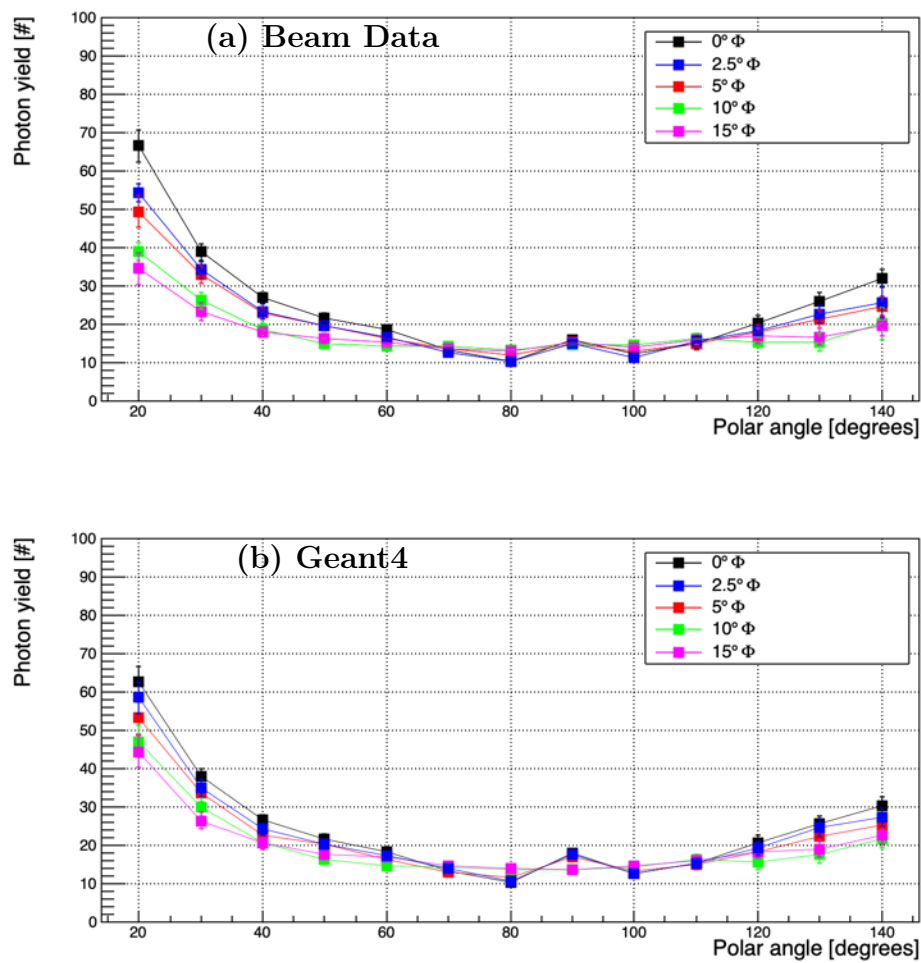 (a) Beam Data
Photon yield [#]
100
90
80
70
60
50
40
30
20
10
0
0° Φ
2.5° Φ
5° Φ
10° Φ
15° Φ
20 40 60 80 100 120 140
Polar angle [degrees]
(b) Geant4
Photon yield [#]
100
90
80
70
60
50
40
30
20
10
0
0° Φ
2.5° Φ
5° Φ
10° Φ
15° Φ
20 40 60 80 100 120 140
Polar angle [degrees]